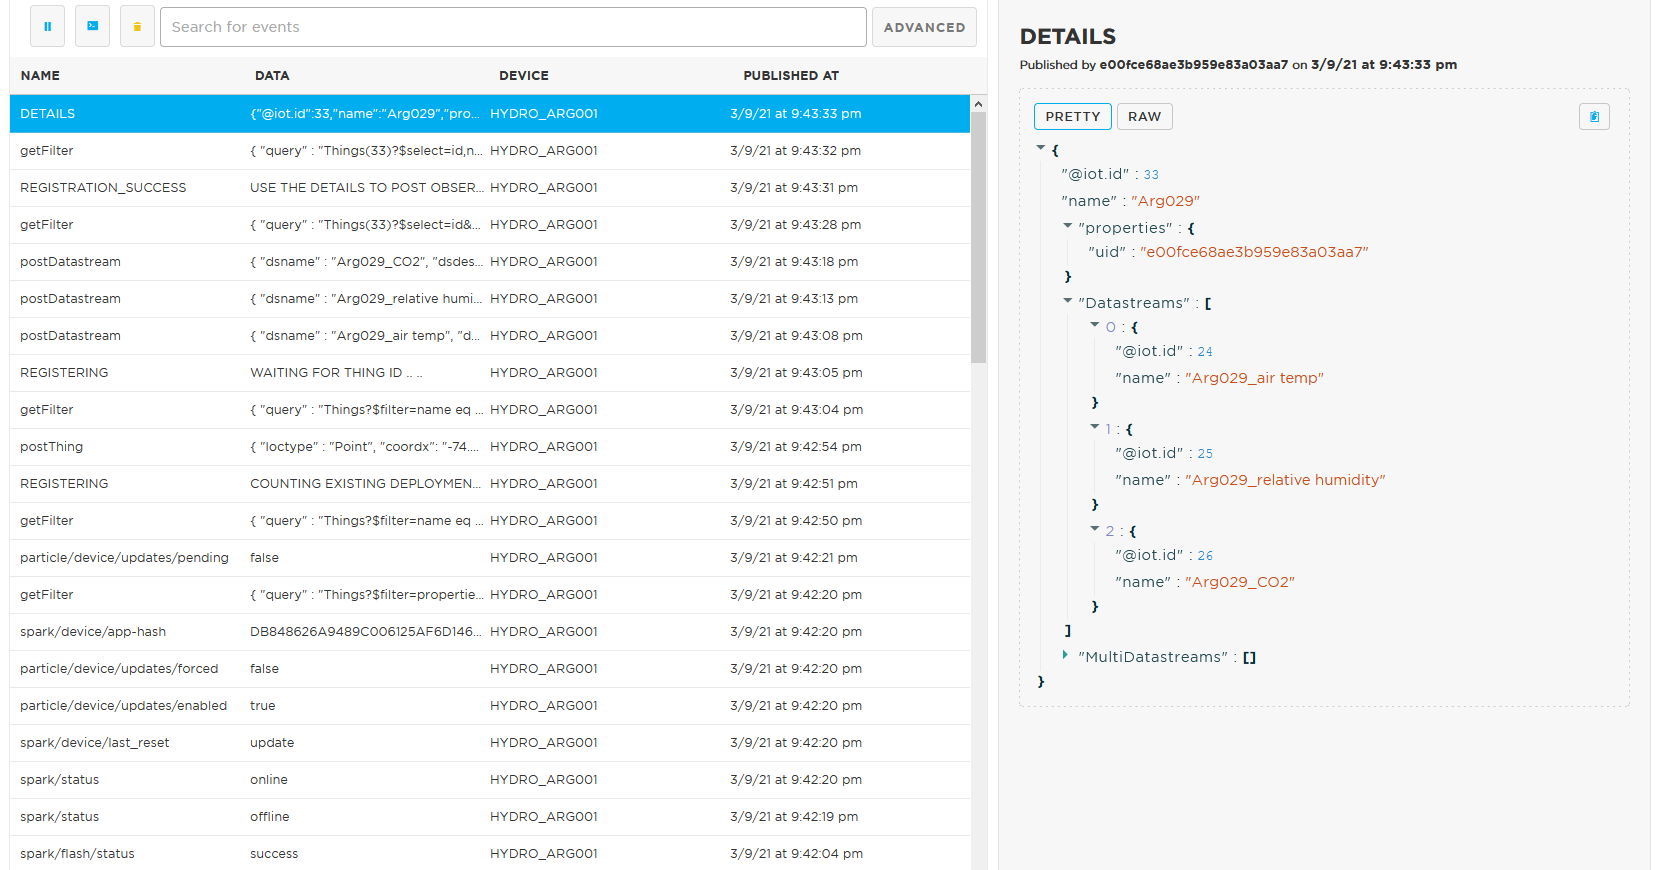 Search for events
ADVANCED
NAME DATA DEVICE PUBLISHED AT
DETAILS {"@iot.id":33,"name":"Arg029","pro... HYDRO_ARG001 3/9/21 at 9:43:33 pm
getFilter { "query" : "Things(33)?$select=id,n... HYDRO_ARG001 3/9/21 at 9:43:32 pm
REGISTRATION_SUCCESS USE THE DETAILS TO POST OBSER... HYDRO_ARG001 3/9/21 at 9:43:31 pm
getFilter { "query" : "Things(33)?$select=id&... HYDRO_ARG001 3/9/21 at 9:43:28 pm
postDatastream { "dsname" : "Arg029_CO2", "dsdes... HYDRO_ARG001 3/9/21 at 9:43:18 pm
postDatastream { "dsname" : "Arg029_relative humi... HYDRO_ARG001 3/9/21 at 9:43:13 pm
postDatastream { "dsname" : "Arg029_air temp", "d... HYDRO_ARG001 3/9/21 at 9:43:08 pm
REGISTERING WAITING FOR THING ID .. .. HYDRO_ARG001 3/9/21 at 9:43:05 pm
getFilter { "query" : "Things?$filter=name eq ... HYDRO_ARG001 3/9/21 at 9:43:04 pm
postThing { "loctype" : "Point", "coordx": "-74.... HYDRO_ARG001 3/9/21 at 9:42:54 pm
REGISTERING COUNTING EXISTING DEPLOYMEN... HYDRO_ARG001 3/9/21 at 9:42:51 pm
getFilter { "query" : "Things?$filter=name eq ... HYDRO_ARG001 3/9/21 at 9:42:50 pm
particle/device/updates/pending false HYDRO_ARG001 3/9/21 at 9:42:21 pm
getFilter { "query" : "Things?$filter=propertie... HYDRO_ARG001 3/9/21 at 9:42:20 pm
spark/device/app-hash DB848626A9489C006125AF6D146... HYDRO_ARG001 3/9/21 at 9:42:20 pm
particle/device/updates/forced false HYDRO_ARG001 3/9/21 at 9:42:20 pm
particle/device/updates/enabled true HYDRO_ARG001 3/9/21 at 9:42:20 pm
spark/device/last_reset update HYDRO_ARG001 3/9/21 at 9:42:20 pm
spark/status online HYDRO_ARG001 3/9/21 at 9:42:20 pm
spark/status offline HYDRO_ARG001 3/9/21 at 9:42:19 pm
spark/flash/status success HYDRO_ARG001 3/9/21 at 9:42:04 pm
DETAILS
Published by e00fce68ae3b959e83a03aa7 on 3/9/21 at 9:43:33 pm
PRETTY RAW
{
"@iot.id" : 33
"name" : "Arg029"
"properties" : {
"uid" : "e00fce68ae3b959e83a03aa7"
}
"Datastreams" : [
0 : {
"@iot.id" : 24
"name" : "Arg029_air temp"
}
1 : {
"@iot.id" : 25
"name" : "Arg029_relative humidity"
}
2 : {
"@iot.id" : 26
"name" : "Arg029_CO2"
}
]
"MultiDatastreams" : []
}